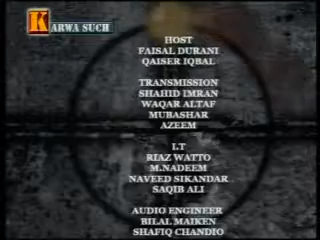 KARWA SUCH
HOST
FAISAL DURANI
QAISER IQBAL
TRANSMISSION
SHAHID IMRAN
WAQAR ALTAF
MUBASHAR
AZEEM
I.T
RIAZ WATTO
M.NADEEM
NAVEED SIKANDAR
SAQIB ALI
AUDIO ENGINEER
BILAL MAIKEN
SHAFIQ CHANDIO